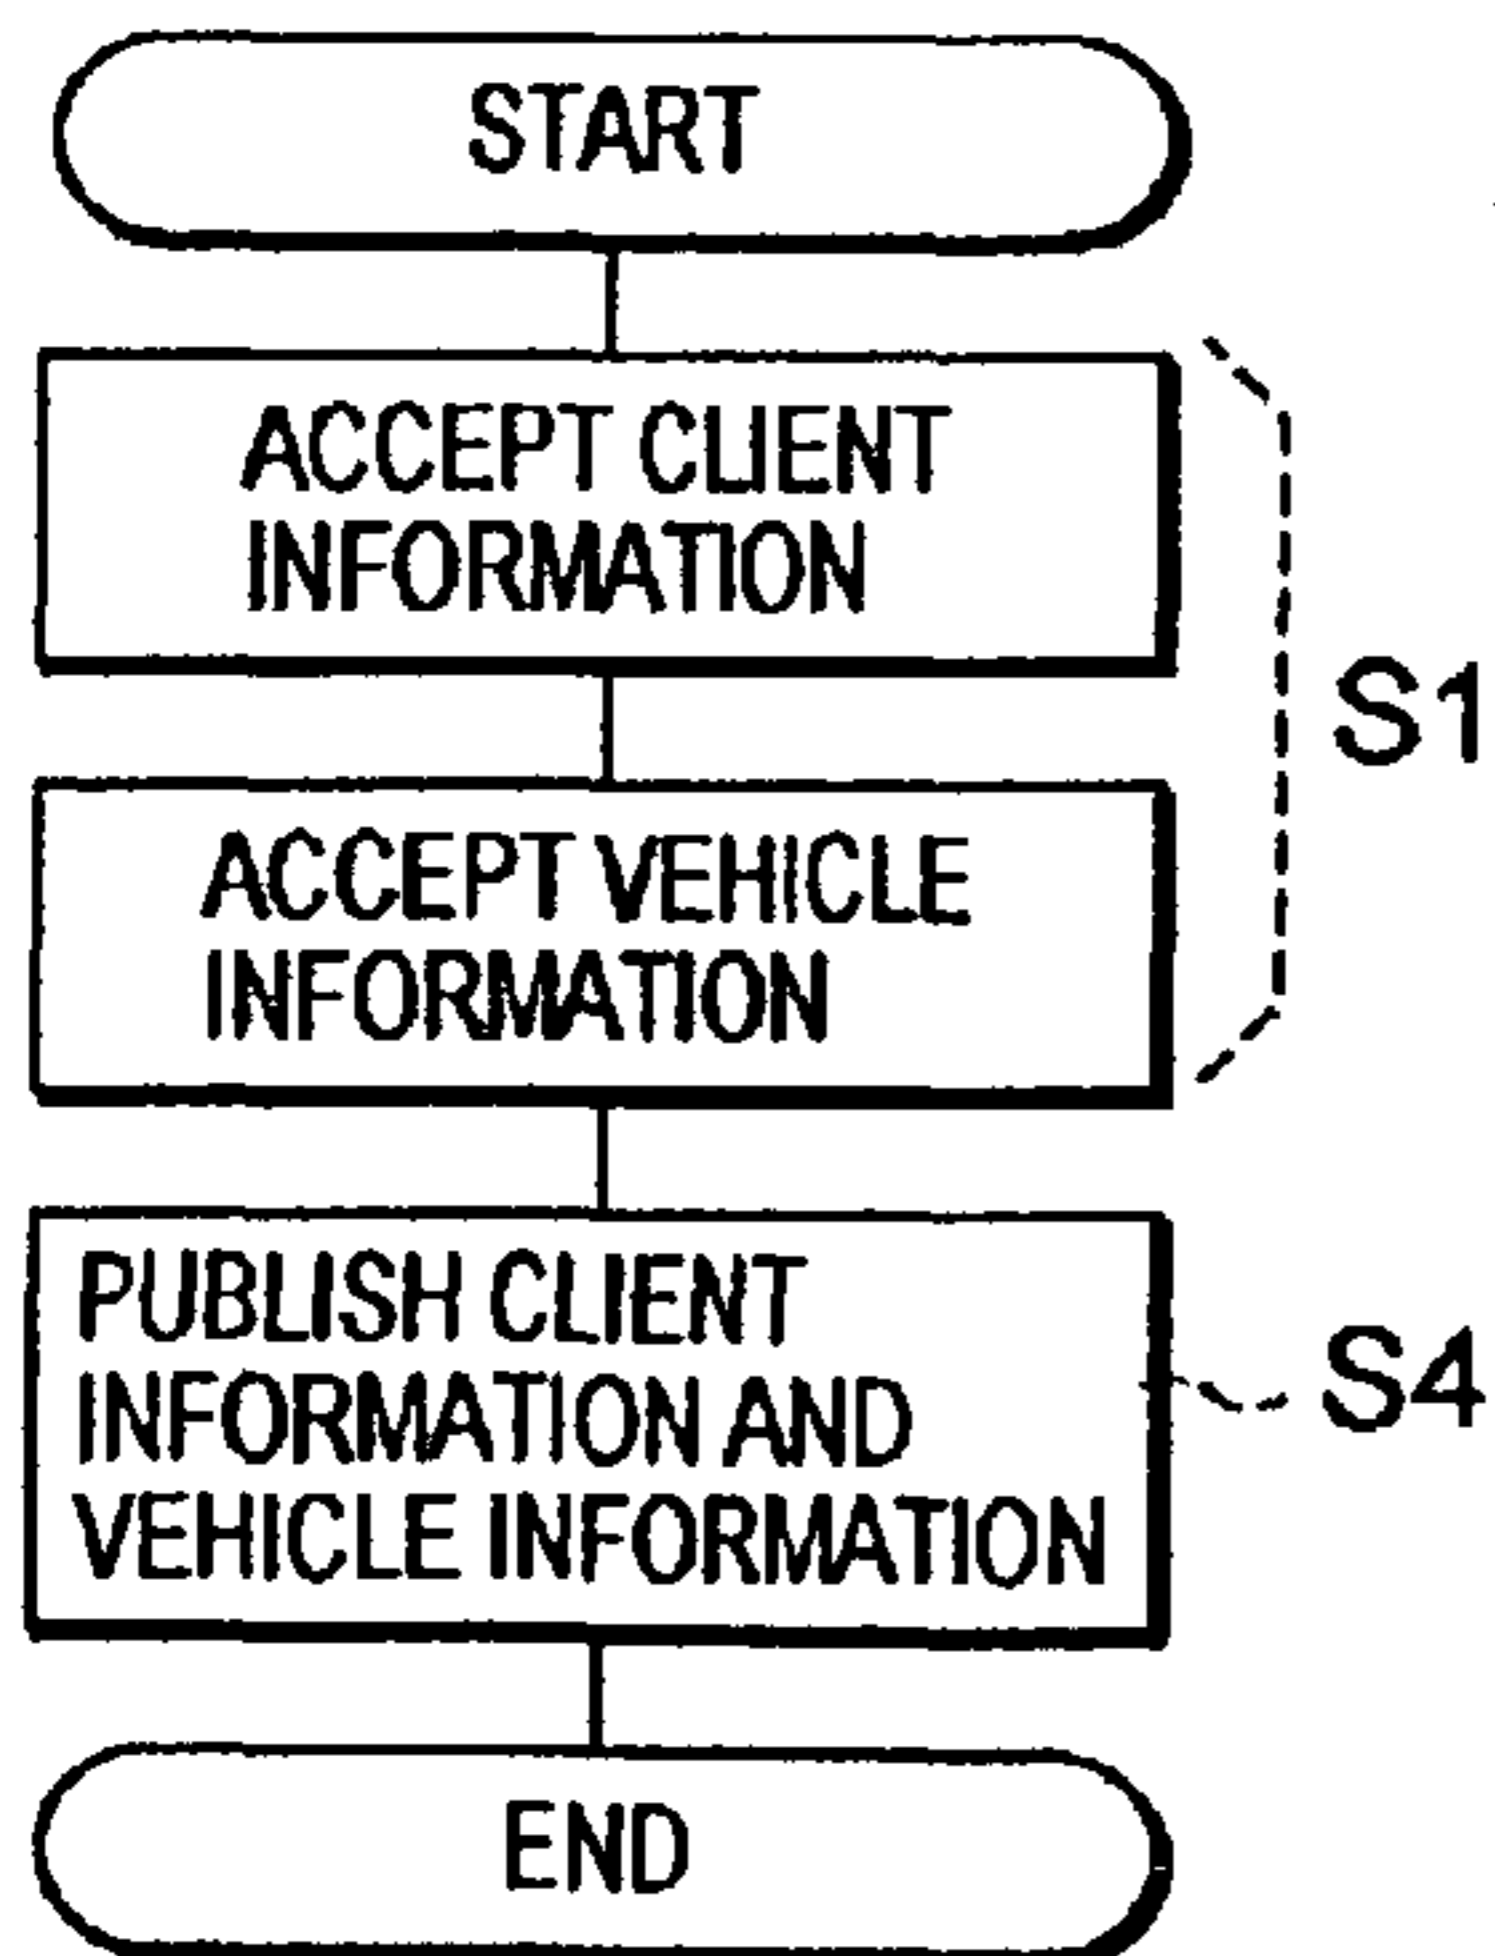 START
ACCEPT CLIENT
INFORMATION
S1
ACCEPT VEHICLE
INFORMATION
PUBLISH CLIENT
INFORMATION AND
VEHICLE INFORMATION
S4
END